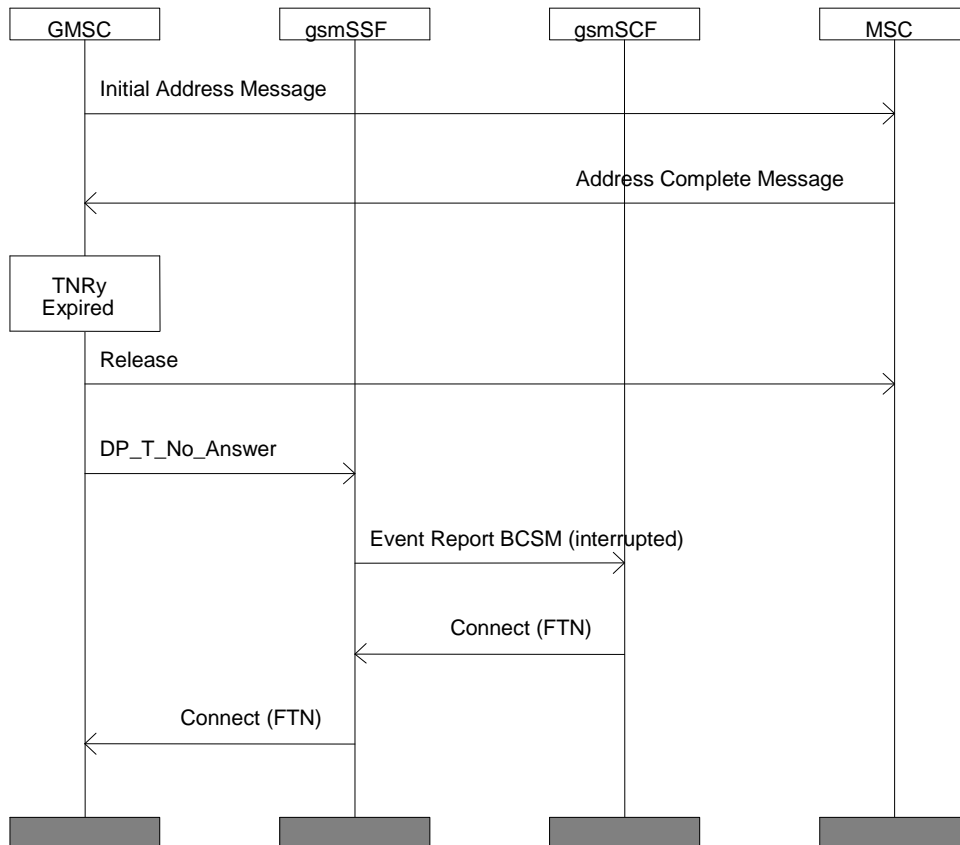 GMSC
gsmSSF
gsmSCF
MSC
Initial Address Message
Address Complete Message
TNRy
Expired
Release
DP_T_No_Answer
Event Report BCSM (interrupted)
Connect (FTN)
Connect (FTN)